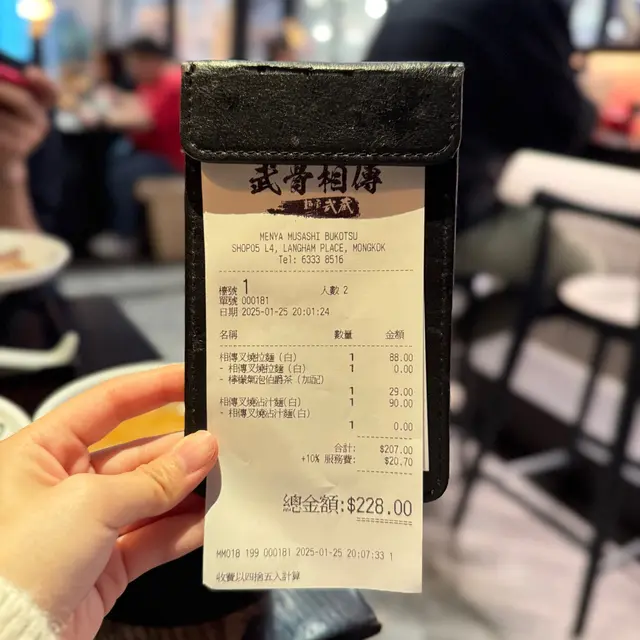 武骨相傳
麵屋武蔵
MENYA MUSASHI BUKOTSU
SHOP05 L4, LANGHAM PLACE, MONGKOK
Tel: 6333 8516
檯號 1 人數 2
單號 000181
日期 2025-01-25 20:01:24
名稱 數量 金額
相傳叉燒拉麵(白) 1 88.00
- 相傳叉燒拉麵(白) 1 0.00
- 檸檬氣泡伯爵茶(加配)
1 29.00
相傳叉燒沾汁麵(白) 1 90.00
- 相傳叉燒沾汁麵(白)
1 0.00
合計: $207.00
+10% 服務費: $20.70
總金額:$228.00
MM018 199 000181 2025-01-25 20:07:33 1
收費以四捨五入計算